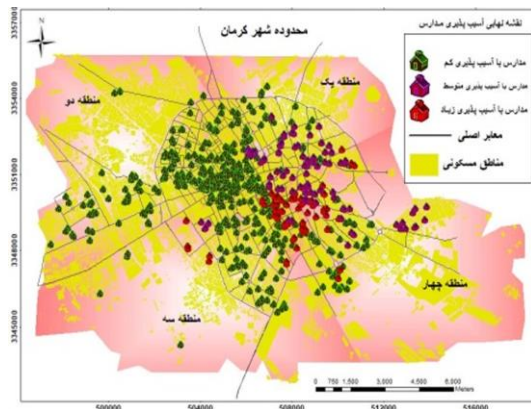 نقشه نهایی آسیب پذیری مدارس
محدوده شهر کرمان
مدارس با آسیب پذیری کم
مدارس با آسیب پذیری متوسط
مدارس با آسیب پذیری زیاد
معابر اصلی
مناطق مسکونی
N
منطقه یک
منطقه دو
منطقه سه
منطقه چهار
3357000
3354000
3351000
3348000
3345000
0 750 1,500 3,000 4,500 6,000
Meters
500000 504000 508000 512000 516000